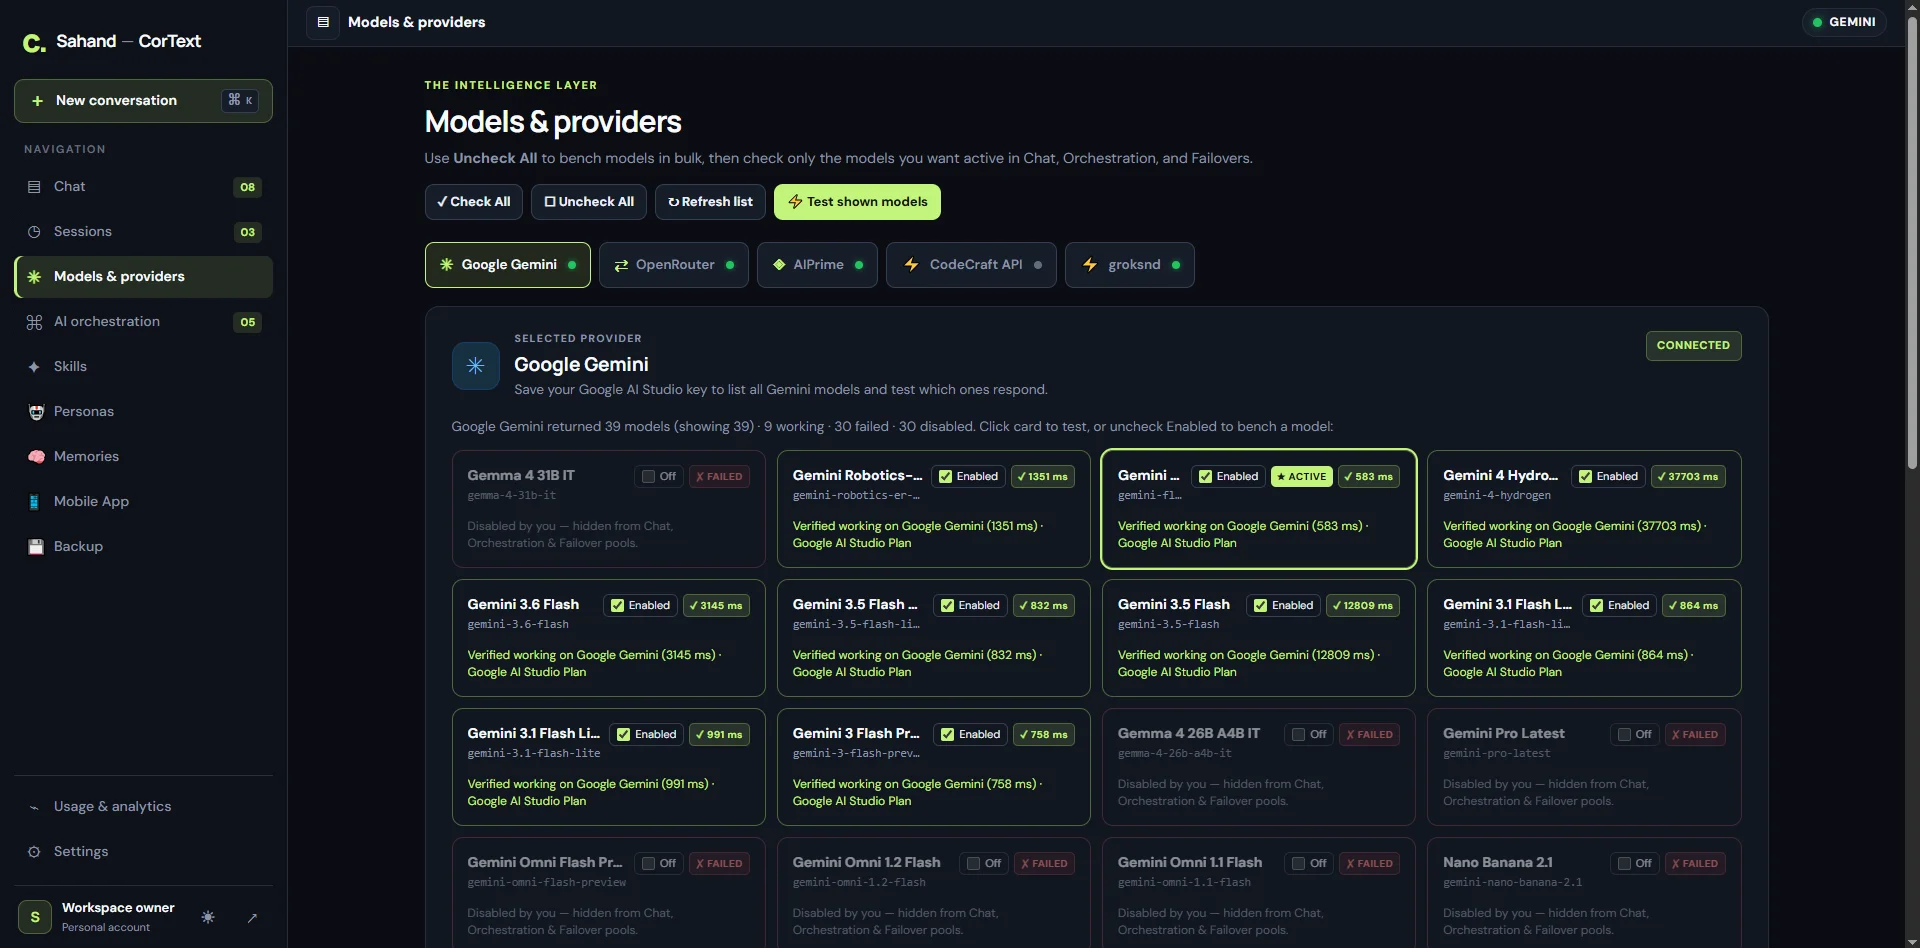 C. Sahand — CorText
+ New conversation ⌘ K
NAVIGATION
Chat 08
Sessions 03
Models & providers
AI orchestration 05
Skills
Personas
Memories
Mobile App
Backup
Usage & analytics
Settings
S
Workspace owner
Personal account
Models & providers
GEMINI
THE INTELLIGENCE LAYER
Models & providers
Use Uncheck All to bench models in bulk, then check only the models you want active in Chat, Orchestration, and Failovers.
✓ Check All
☐ Uncheck All
↻ Refresh list
⚡ Test shown models
Google Gemini
OpenRouter
AIPrime
CodeCraft API
groksnd
SELECTED PROVIDER
Google Gemini
Save your Google AI Studio key to list all Gemini models and test which ones respond.
CONNECTED
Google Gemini returned 39 models (showing 39) · 9 working · 30 failed · 30 disabled. Click card to test, or uncheck Enabled to bench a model:
Gemma 4 31B IT Off ✗ FAILED
gemma-4-31b-it
Disabled by you — hidden from Chat,
Orchestration & Failover pools.
Gemini Robotics-... Enabled ✓ 1351 ms
gemini-robotics-er-...
Verified working on Google Gemini (1351 ms) ·
Google AI Studio Plan
Gemini ... Enabled ★ ACTIVE ✓ 583 ms
gemini-fl...
Verified working on Google Gemini (583 ms) ·
Google AI Studio Plan
Gemini 4 Hydro... Enabled ✓ 37703 ms
gemini-4-hydrogen
Verified working on Google Gemini (37703 ms) ·
Google AI Studio Plan
Gemini 3.6 Flash Enabled ✓ 3145 ms
gemini-3.6-flash
Verified working on Google Gemini (3145 ms) ·
Google AI Studio Plan
Gemini 3.5 Flash ... Enabled ✓ 832 ms
gemini-3.5-flash-li...
Verified working on Google Gemini (832 ms) ·
Google AI Studio Plan
Gemini 3.5 Flash Enabled ✓ 12809 ms
gemini-3.5-flash
Verified working on Google Gemini (12809 ms) ·
Google AI Studio Plan
Gemini 3.1 Flash L... Enabled ✓ 864 ms
gemini-3.1-flash-li...
Verified working on Google Gemini (864 ms) ·
Google AI Studio Plan
Gemini 3.1 Flash Li... Enabled ✓ 991 ms
gemini-3.1-flash-lite
Verified working on Google Gemini (991 ms) ·
Google AI Studio Plan
Gemini 3 Flash Pr... Enabled ✓ 758 ms
gemini-3-flash-prev...
Verified working on Google Gemini (758 ms) ·
Google AI Studio Plan
Gemma 4 26B A4B IT Off ✗ FAILED
gemma-4-26b-a4b-it
Disabled by you — hidden from Chat,
Orchestration & Failover pools.
Gemini Pro Latest Off ✗ FAILED
gemini-pro-latest
Disabled by you — hidden from Chat,
Orchestration & Failover pools.
Gemini Omni Flash Pr... Off ✗ FAILED
gemini-omni-flash-preview
Disabled by you — hidden from Chat,
Orchestration & Failover pools.
Gemini Omni 1.2 Flash Off ✗ FAILED
gemini-omni-1.2-flash
Disabled by you — hidden from Chat,
Orchestration & Failover pools.
Gemini Omni 1.1 Flash Off ✗ FAILED
gemini-omni-1.1-flash
Disabled by you — hidden from Chat,
Orchestration & Failover pools.
Nano Banana 2.1 Off ✗ FAILED
gemini-nano-banana-2.1
Disabled by you — hidden from Chat,
Orchestration & Failover pools.